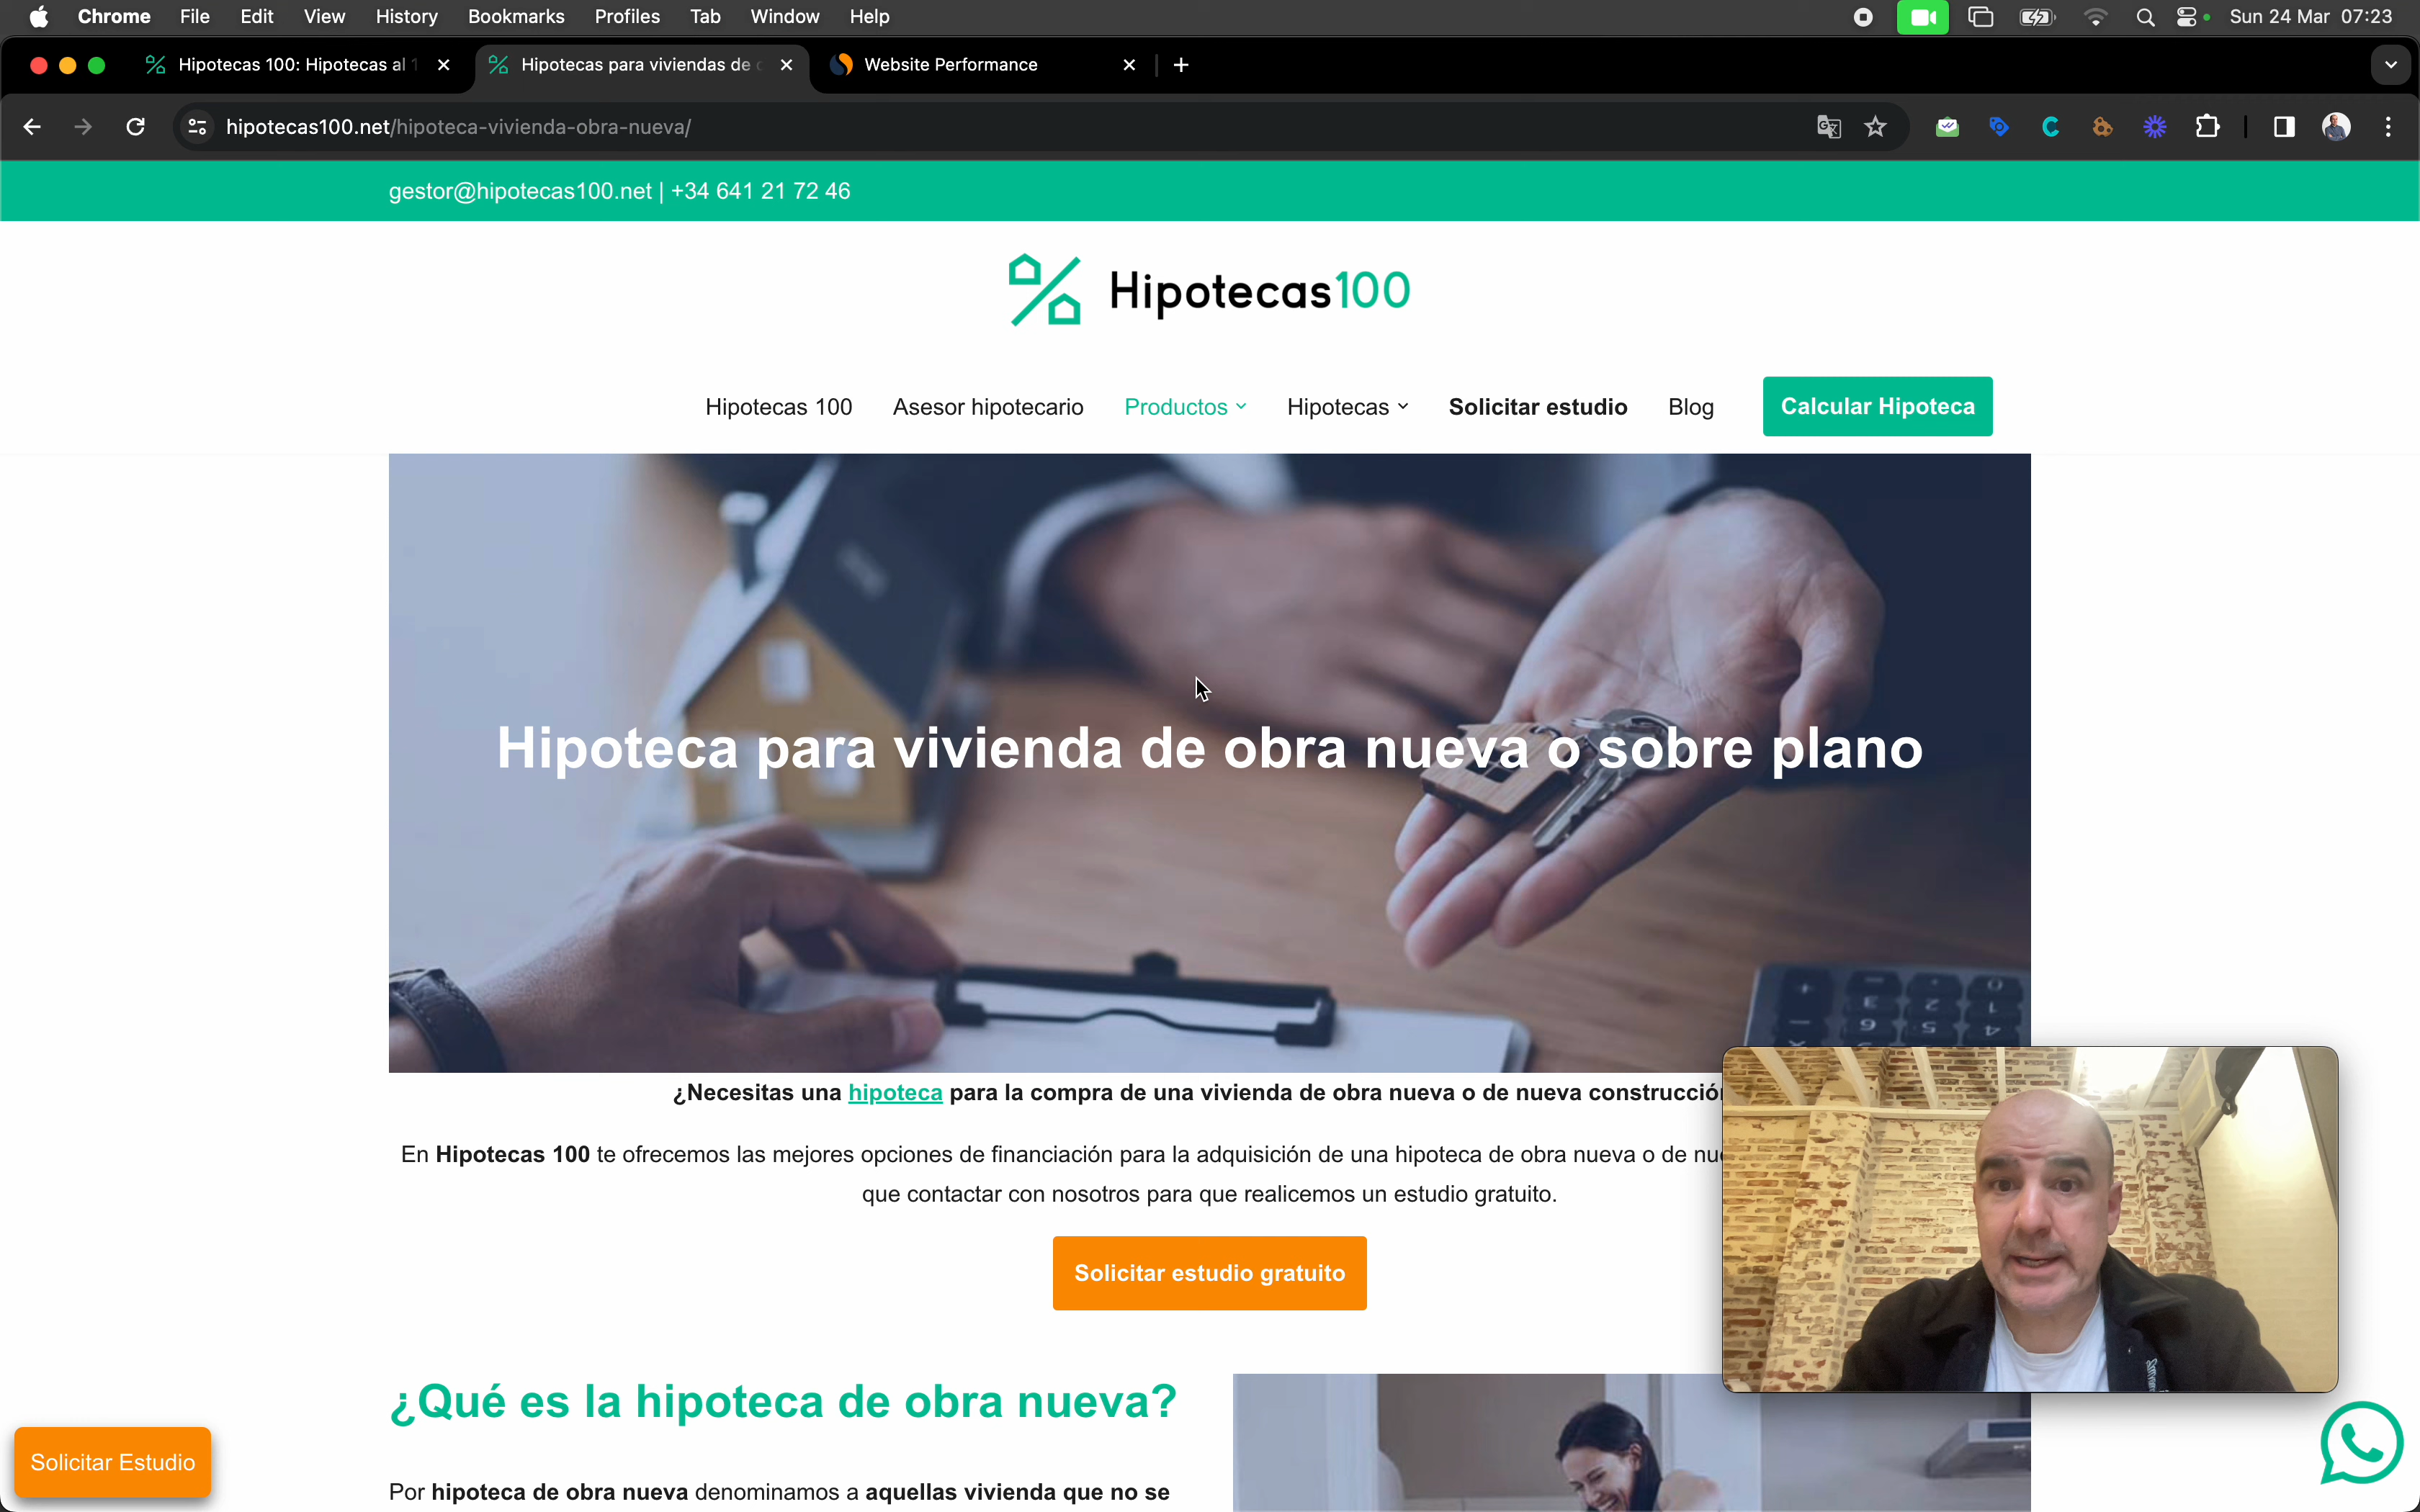 Chrome File Edit View History Bookmarks Profiles Tab Window Help Sun 24 Mar 07:23
Hipotecas 100: Hipotecas al 1 Hipotecas para viviendas de Website Performance
hipotecas100.net/hipoteca-vivienda-obra-nueva/
gestor@hipotecas100.net | +34 641 21 72 46
Hipotecas100
Hipotecas 100 Asesor hipotecario Productos Hipotecas Solicitar estudio Blog Calcular Hipoteca
Hipoteca para vivienda de obra nueva o sobre plano
¿Necesitas una hipoteca para la compra de una vivienda de obra nueva o de nueva construcción
En Hipotecas 100 te ofrecemos las mejores opciones de financiación para la adquisición de una hipoteca de obra nueva o de
que contactar con nosotros para que realicemos un estudio gratuito.
Solicitar estudio gratuito
¿Qué es la hipoteca de obra nueva?
Solicitar Estudio
Por hipoteca de obra nueva denominamos a aquellas vivienda que no se